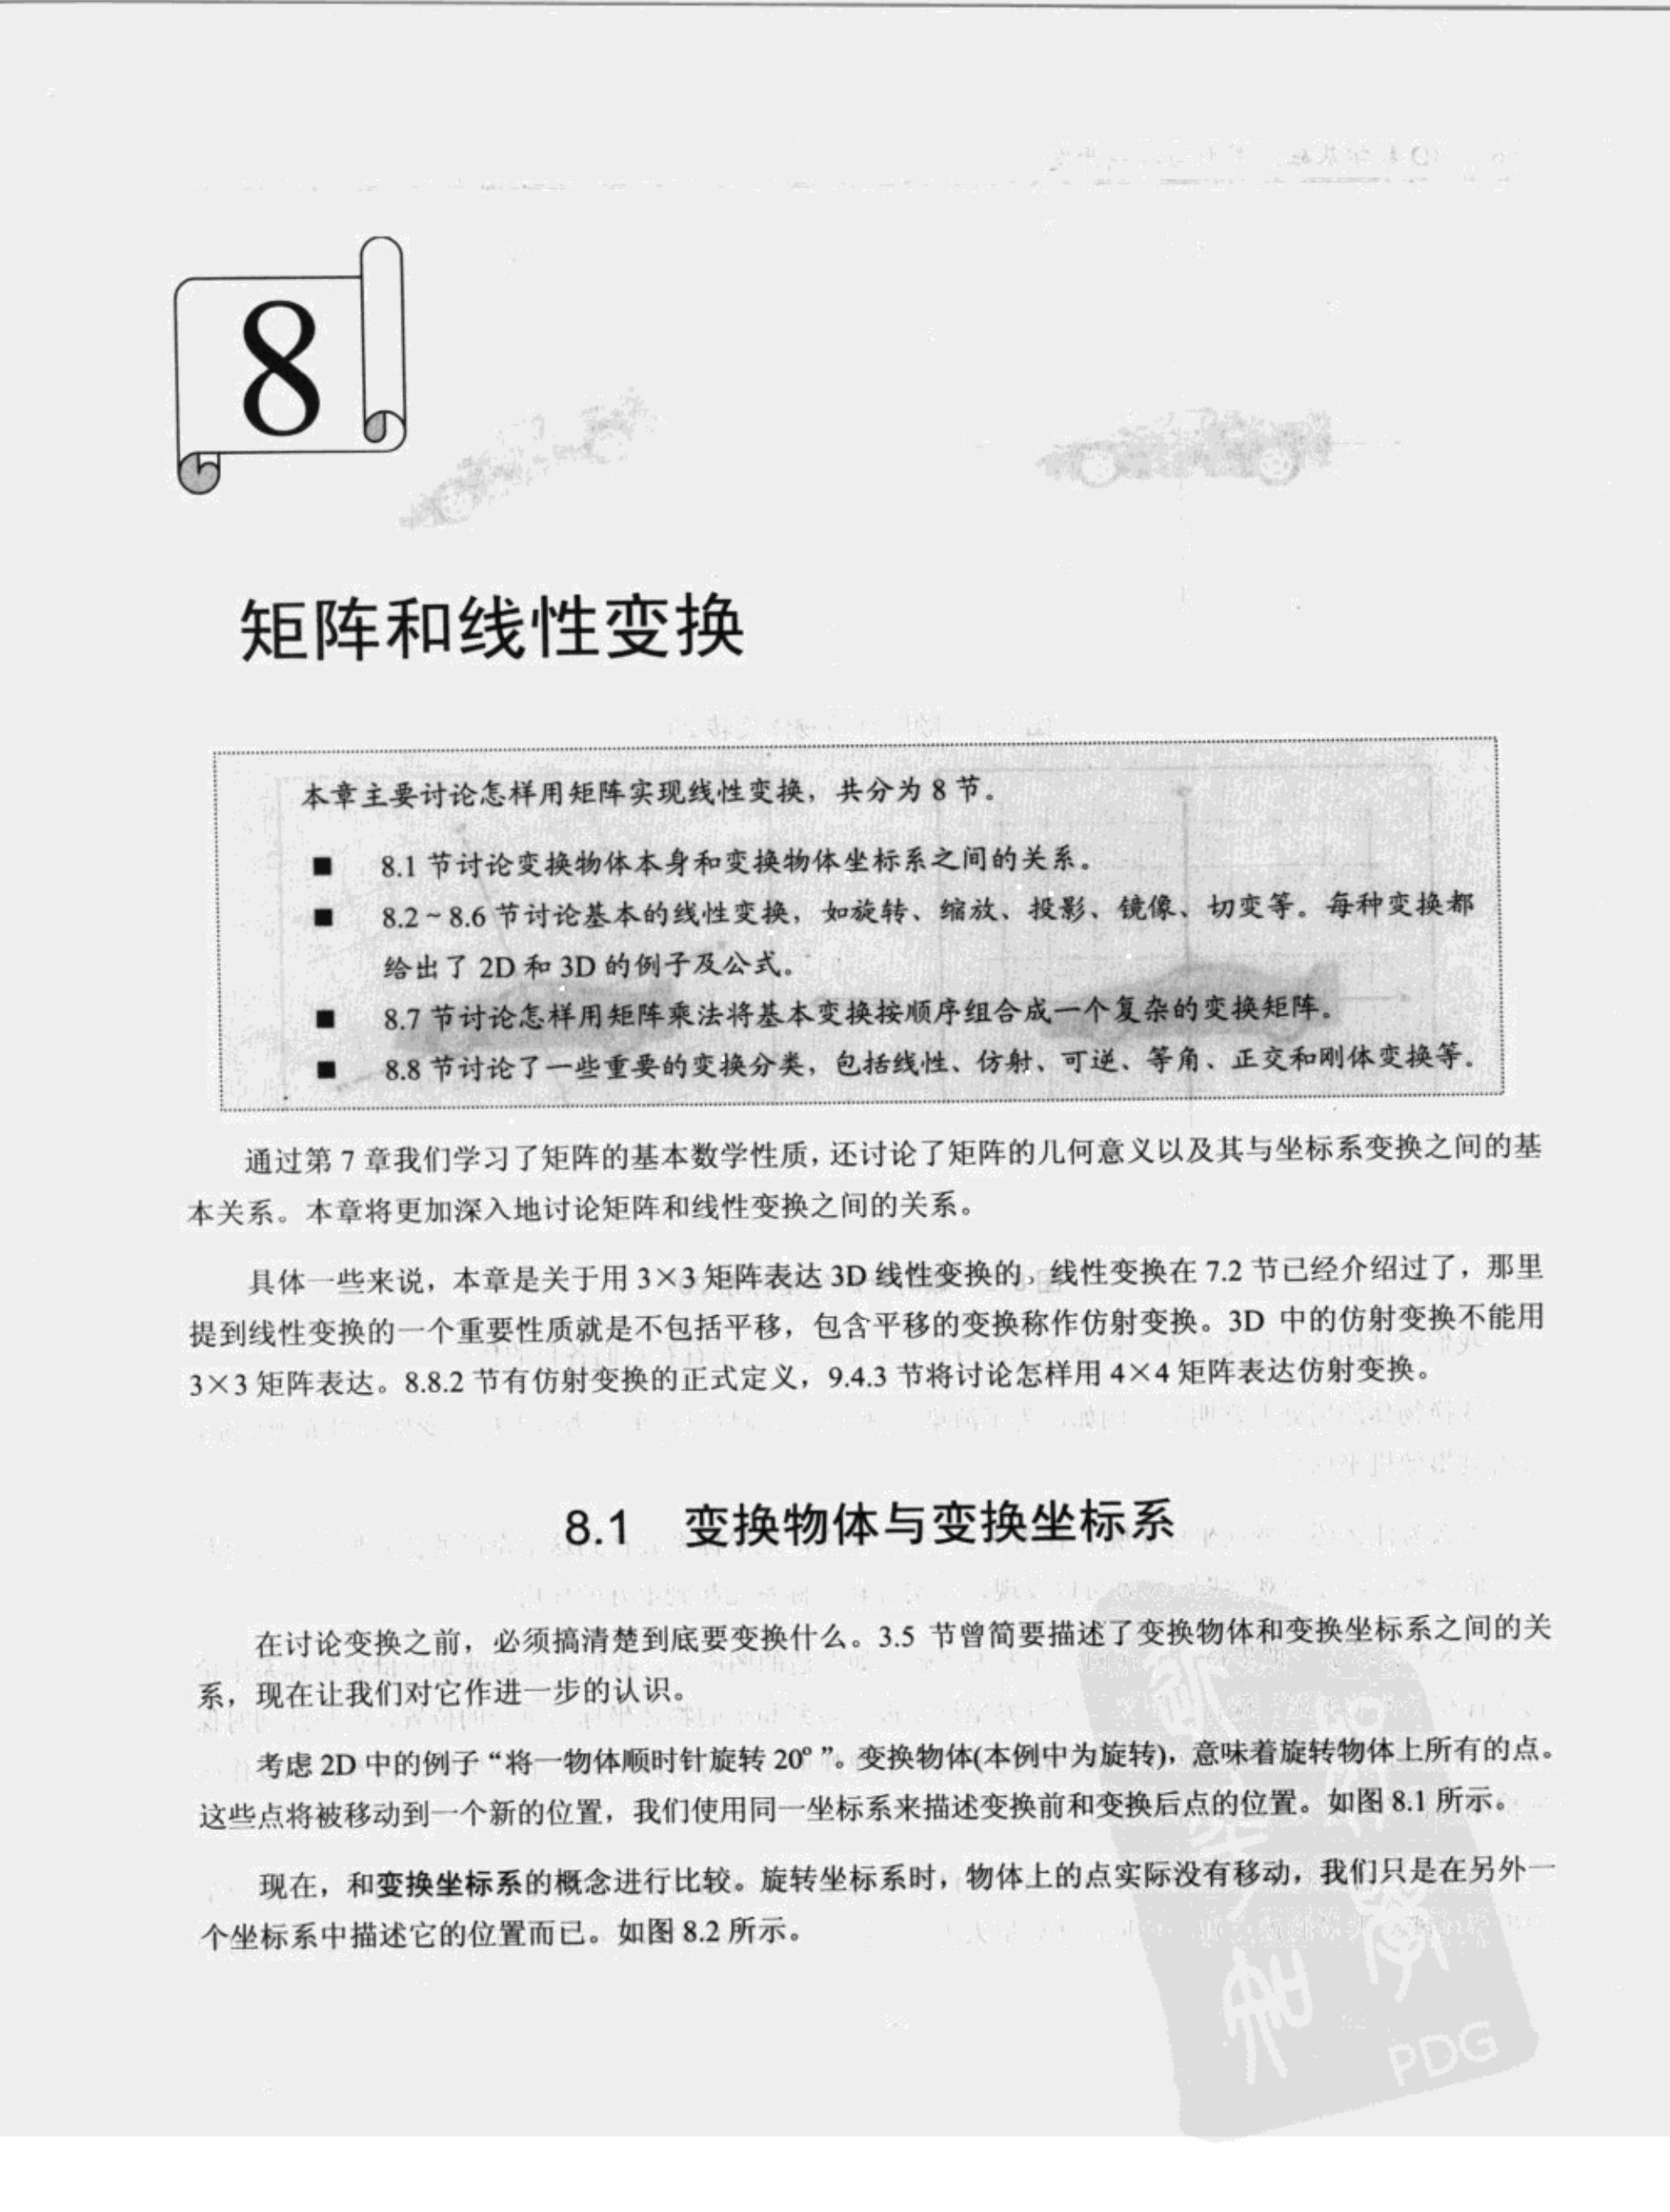 8
矩阵和线性变换
本章主要讨论怎样用矩阵实现线性变换，共分为 8 节。
■ 8.1 节讨论变换物体本身和变换物体坐标系之间的关系。
■ 8.2～8.6 节讨论基本的线性变换，如旋转、缩放、投影、镜像、切变等。每种变换都
给出了 2D 和 3D 的例子及公式。
■ 8.7 节讨论怎样用矩阵乘法将基本变换按顺序组合成一个复杂的变换矩阵。
■ 8.8 节讨论了一些重要的变换分类，包括线性、仿射、可逆、等角、正交和刚体变换等。
通过第 7 章我们学习了矩阵的基本数学性质，还讨论了矩阵的几何意义以及其与坐标系变换之间的基
本关系。本章将更加深入地讨论矩阵和线性变换之间的关系。
具体一些来说，本章是关于用 3×3 矩阵表达 3D 线性变换的。线性变换在 7.2 节已经介绍过了，那里
提到线性变换的一个重要性质就是不包括平移，包含平移的变换称作仿射变换。3D 中的仿射变换不能用
3×3 矩阵表达。8.8.2 节有仿射变换的正式定义，9.4.3 节将讨论怎样用 4×4 矩阵表达仿射变换。
8.1 变换物体与变换坐标系
在讨论变换之前，必须搞清楚到底要变换什么。3.5 节曾简要描述了变换物体和变换坐标系之间的关
系，现在让我们对它作进一步的认识。
考虑 2D 中的例子“将一物体顺时针旋转 20°”。变换物体(本例中为旋转)，意味着旋转物体上所有的点。
这些点将被移动到一个新的位置，我们使用同一坐标系来描述变换前和变换后点的位置。如图 8.1 所示。
现在，和变换坐标系的概念进行比较。旋转坐标系时，物体上的点实际没有移动，我们只是在另外一
个坐标系中描述它的位置而已。如图 8.2 所示。
PDG